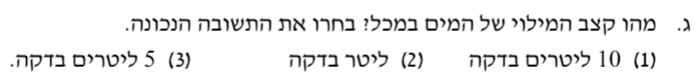 ג. מהו קצב המילוי של המים במכל? בחרו את התשובה הנכונה.
(1) 10 ליטרים בדקה (2) ליטר בדקה (3) 5 ליטרים בדקה.